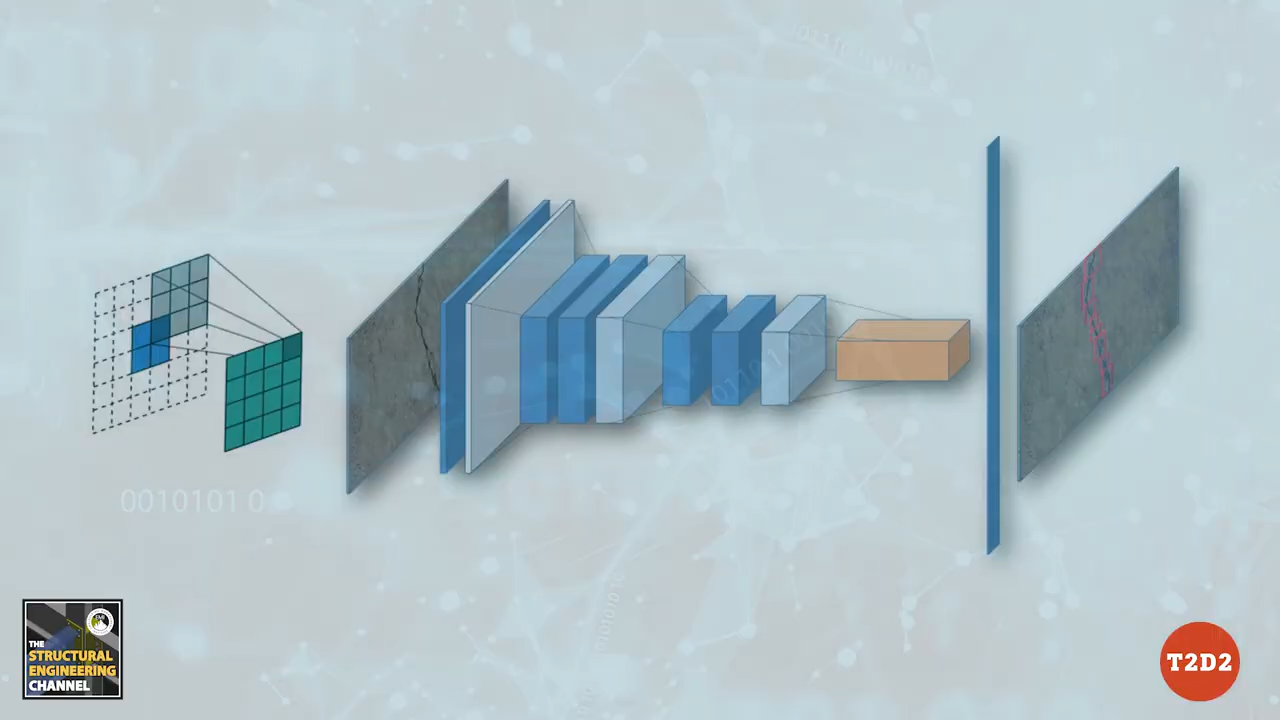 0010101 0
THE
STRUCTURAL
ENGINEERING
CHANNEL
T2D2